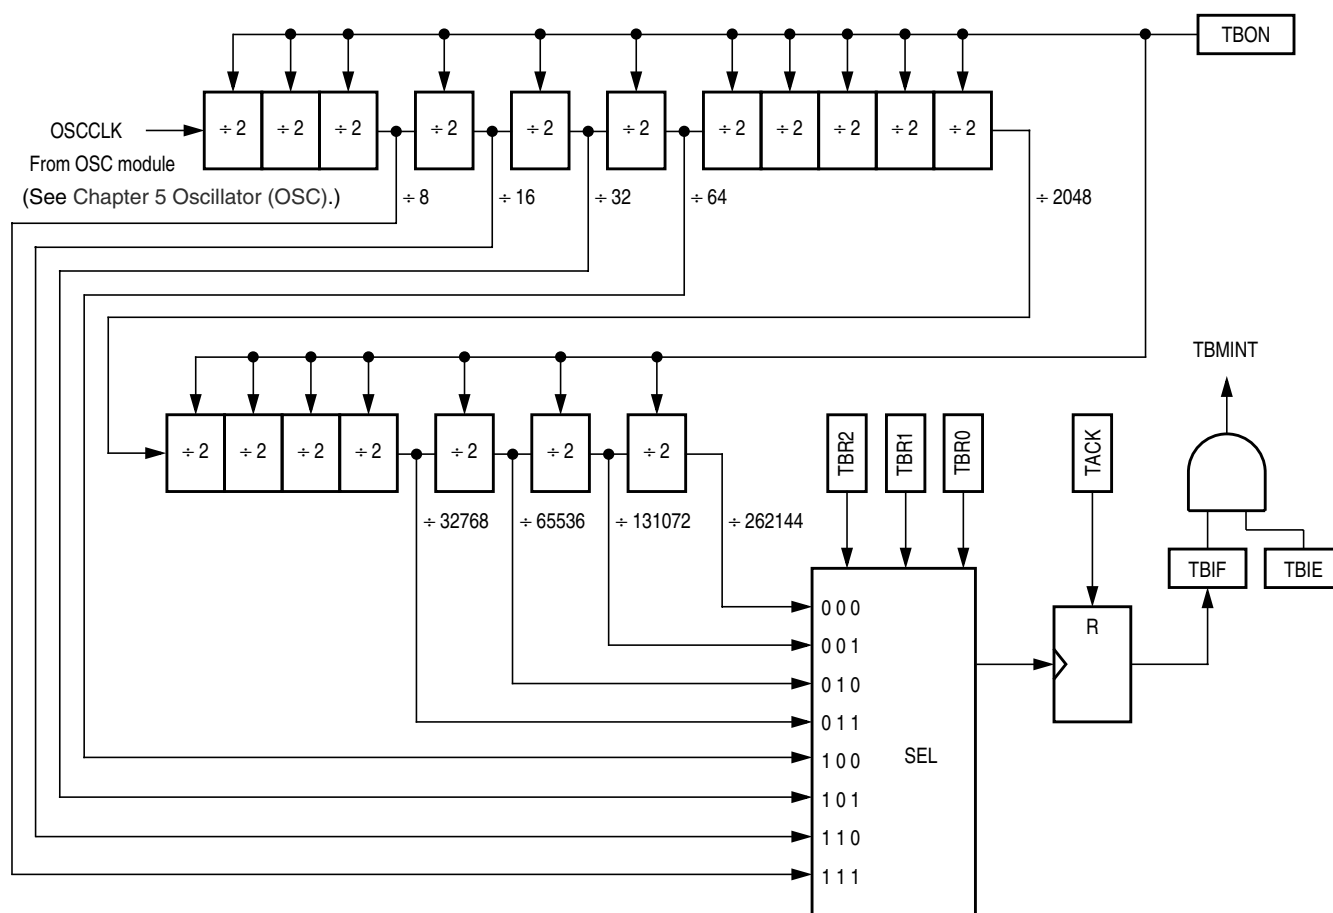 TBON
÷ 2 ÷ 2 ÷ 2 ÷ 2 ÷ 2 ÷ 2 ÷ 2 ÷ 2 ÷ 2 ÷ 2 ÷ 2
OSCCLK
From OSC module
(See Chapter 5 Oscillator (OSC).)
÷ 8 ÷ 16 ÷ 32 ÷ 64 ÷ 2048
TBMINT
÷ 2 ÷ 2 ÷ 2 ÷ 2 ÷ 2 ÷ 2 ÷ 2
TBR2 TBR1 TBR0 TACK
÷ 32768 ÷ 65536 ÷ 131072 ÷ 262144
TBIF TBIE
0 0 0
R
0 0 1
0 1 0
0 1 1
SEL
1 0 0
1 0 1
1 1 0
1 1 1